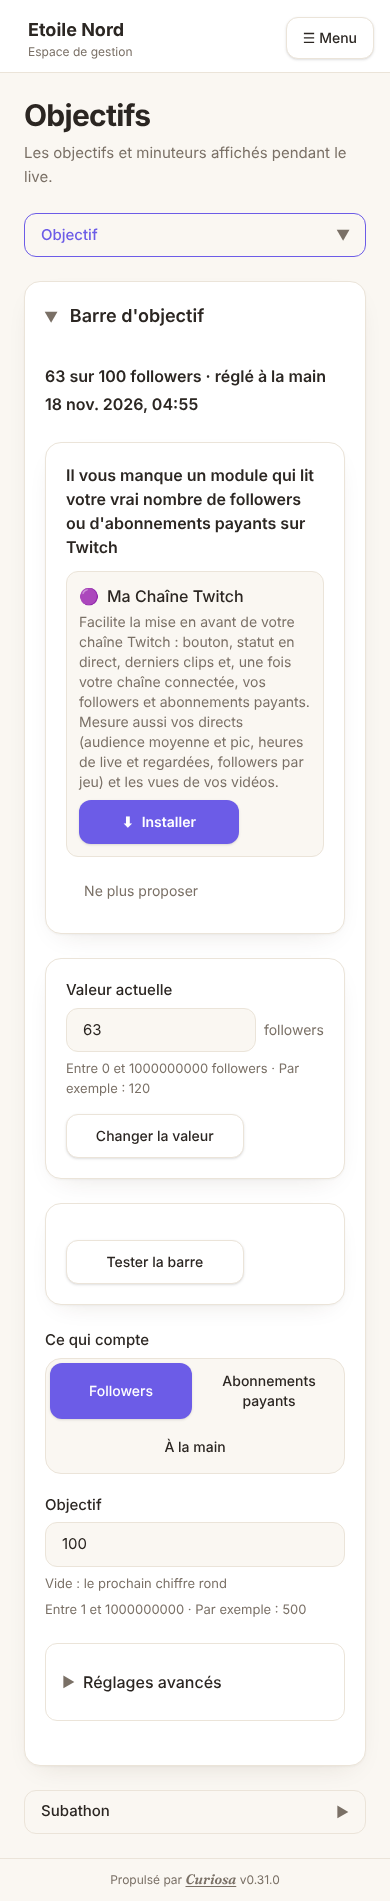 Etoile Nord
Espace de gestion
☰ Menu
Objectifs
Les objectifs et minuteurs affichés pendant le
live.
Objectif ▼
▼ Barre d'objectif
63 sur 100 followers · réglé à la main
18 nov. 2026, 04:55
Il vous manque un module qui lit
votre vrai nombre de followers
ou d'abonnements payants sur
Twitch
🟣 Ma Chaîne Twitch
Facilite la mise en avant de votre
chaîne Twitch : bouton, statut en
direct, derniers clips et, une fois
votre chaîne connectée, vos
followers et abonnements payants.
Mesure aussi vos directs
(audience moyenne et pic, heures
de live et regardées, followers par
jeu) et les vues de vos vidéos.
⬇ Installer
Ne plus proposer
Valeur actuelle
63 followers
Entre 0 et 1000000000 followers · Par
exemple : 120
Changer la valeur
Tester la barre
Ce qui compte
Followers
Abonnements
payants
À la main
Objectif
100
Vide : le prochain chiffre rond
Entre 1 et 1000000000 · Par exemple : 500
▶ Réglages avancés
Subathon ▶
Propulsé par Curiosa v0.31.0